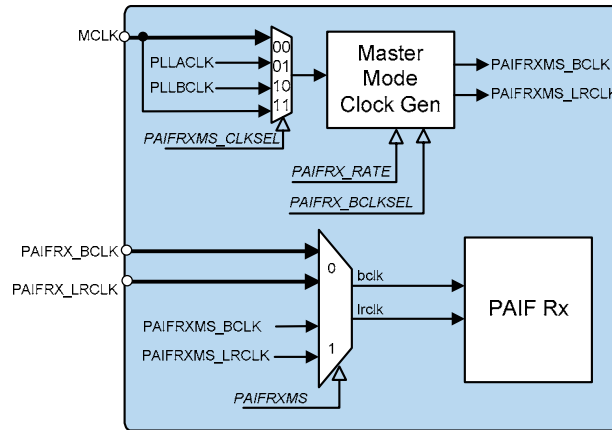 MCLK
00
01
10
11
PLLACLK
PLLBCLK
PAIFRXMS_CLKSEL
Master
Mode
Clock Gen
PAIFRXMS_BCLK
PAIFRXMS_LRCLK
PAIFRX_RATE
PAIFRX_BCLKSEL
PAIFRX_BCLK
PAIFRX_LRCLK
0
bclk
lrclk
PAIF Rx
PAIFRXMS_BCLK
PAIFRXMS_LRCLK
1
PAIFRXMS